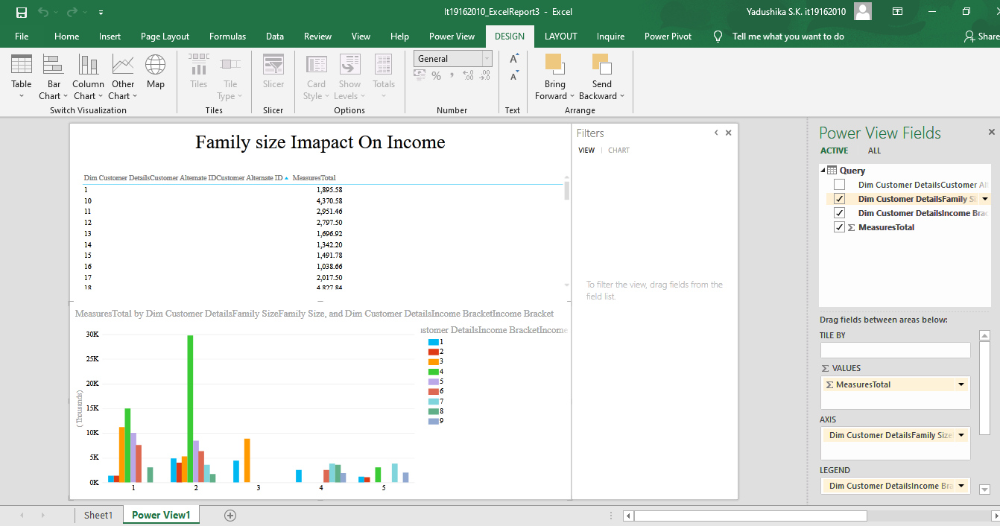 It19162010_ExcelReport3 - Excel
Yadushika S.K. it19162010
File Home Insert Page Layout Formulas Data Review View Help Power View DESIGN LAYOUT Inquire Power Pivot Tell me what you want to do Share
Table Bar Chart Column Chart Other Chart Map
Switch Visualization
Tiles Tile Type
Tiles
Slicer
Slicer
Card Style Show Levels Totals
Options
General
% , .00 .00
Number
A A
Text
Bring Forward Send Backward
Arrange
Family size Imapact On Income
Dim Customer DetailsCustomer Alternate IDCustomer Alternate ID MeasuresTotal
1 1,895.58
10 4,370.58
11 2,951.46
12 2,797.50
13 1,696.92
14 1,342.20
15 1,491.78
16 1,038.66
17 2,017.50
18 4,827.84
MeasuresTotal by Dim Customer DetailsFamily SizeFamily Size, and Dim Customer DetailsIncome BracketIncome Bracket
ustomer DetailsIncome BracketIncome
1
2
3
4
5
6
7
8
9
(Thousands)
30K
25K
20K
15K
10K
5K
0K
1 2 3 4 5
Filters
VIEW | CHART
To filter the view, drag fields from the
field list.
Power View Fields
ACTIVE ALL
Query
Dim Customer DetailsCustomer Al
Dim Customer DetailsFamily Si
Dim Customer DetailsIncome Brac
Σ MeasuresTotal
Drag fields between areas below:
TILE BY
Σ VALUES
Σ MeasuresTotal
AXIS
Dim Customer DetailsFamily Size
LEGEND
Dim Customer DetailsIncome Bra
Sheet1 Power View1